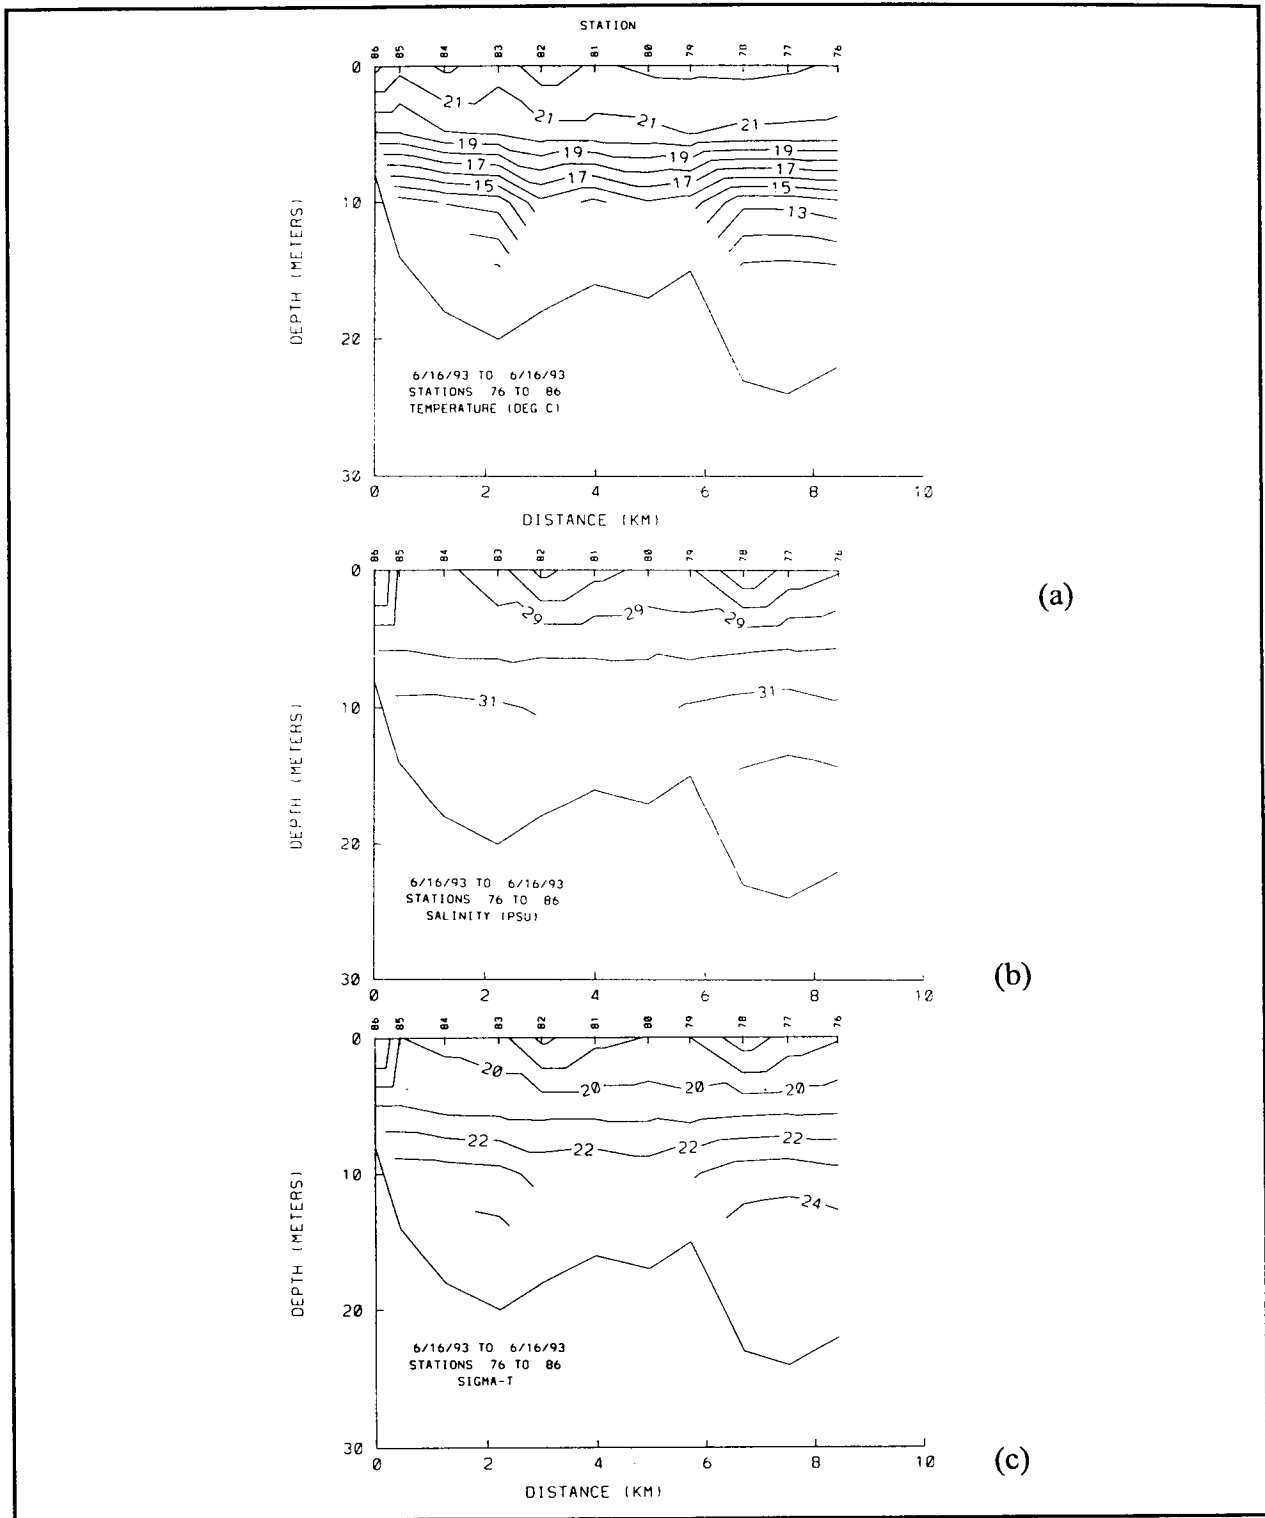 STATION
86 85 84 83 82 81 80 79 78 77 76
0
21 21 21 21
19 19 19 19
17 17 17 17
15 15
10
13
DEPTH (METERS)
20
6/16/93 TO 6/16/93
STATIONS 76 TO 86
TEMPERATURE (DEG C)
30
0 2 4 6 8 10
DISTANCE (KM)
86 85 84 83 82 81 80 79 78 77 76
0
(a)
29 29 29
31 31
10
DEPTH (METERS)
20
6/16/93 TO 6/16/93
STATIONS 76 TO 86
SALINITY (PSU)
(b)
30
0 2 4 6 8 10
86 85 84 83 82 81 80 79 78 77 76
0
20 20 20 20
22 22 22 22
10
24
DEPTH (METERS)
20
6/16/93 TO 6/16/93
STATIONS 76 TO 86
SIGMA-T
30
(c)
0 2 4 6 8 10
DISTANCE (KM)